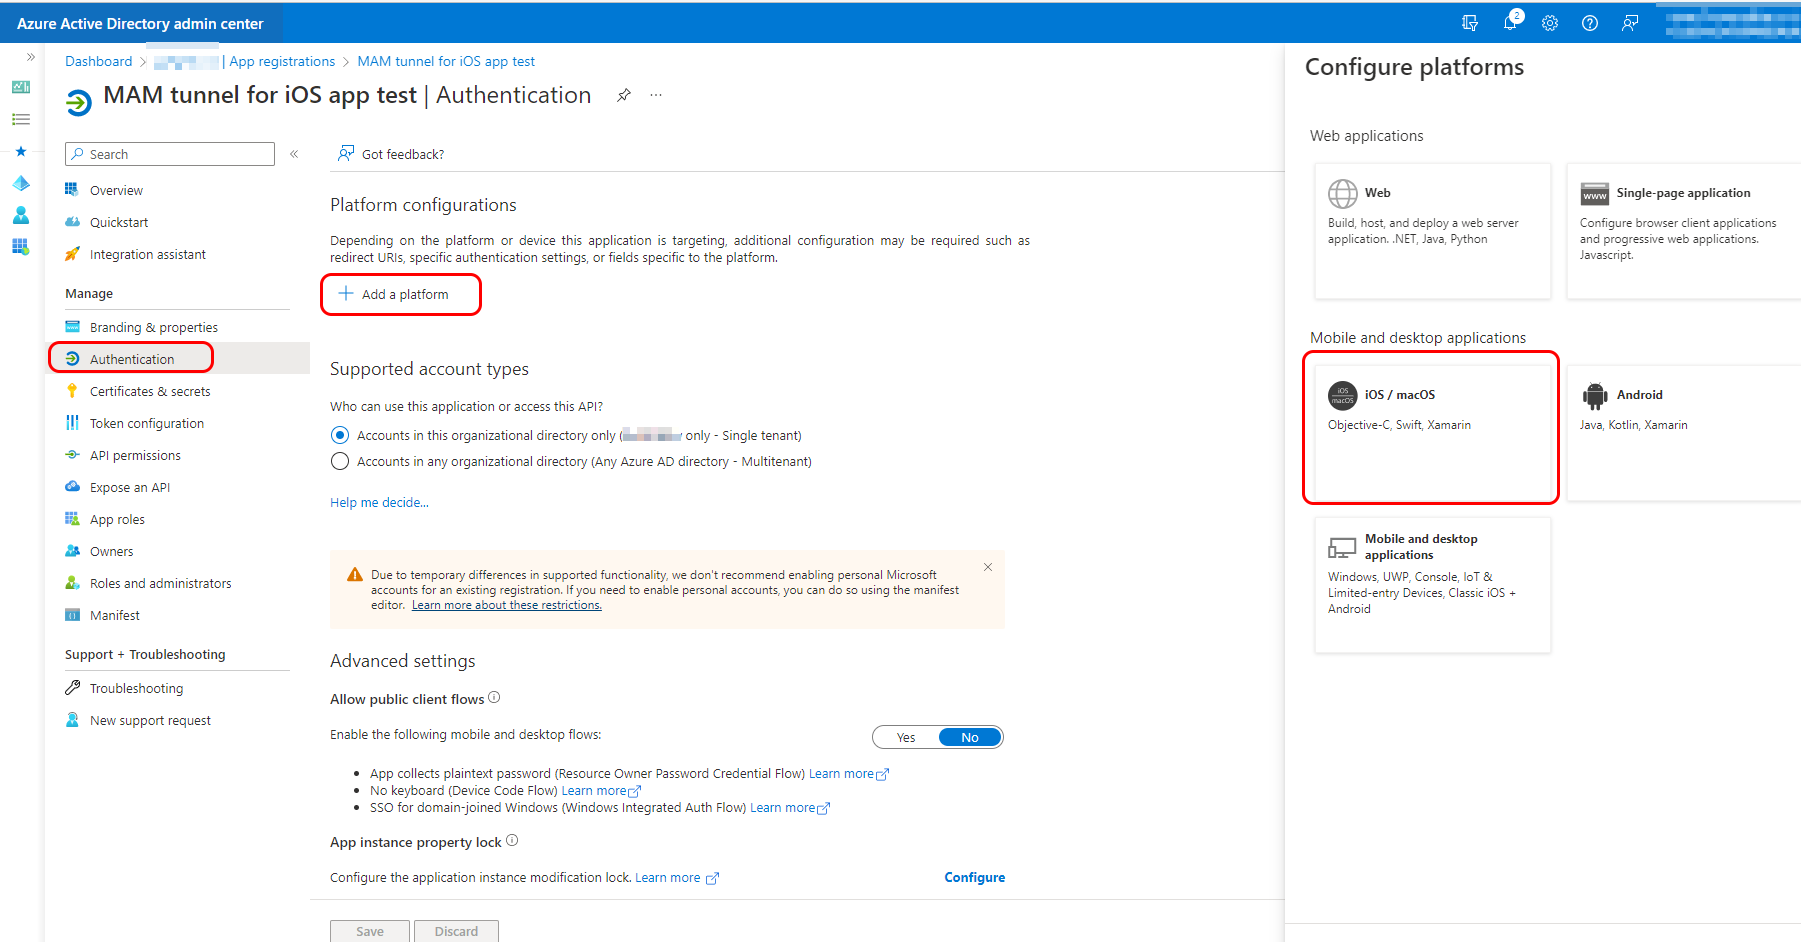 Azure Active Directory admin center
2
Dashboard > | App registrations > MAM tunnel for iOS app test
MAM tunnel for iOS app test | Authentication
Search
Overview
Quickstart
Integration assistant
Manage
Branding & properties
Authentication
Certificates & secrets
Token configuration
API permissions
Expose an API
App roles
Owners
Roles and administrators
Manifest
Support + Troubleshooting
Troubleshooting
New support request
Got feedback?
Platform configurations
Depending on the platform or device this application is targeting, additional configuration may be required such as
redirect URIs, specific authentication settings, or fields specific to the platform.
Add a platform
Supported account types
Who can use this application or access this API?
Accounts in this organizational directory only ( only - Single tenant)
Accounts in any organizational directory (Any Azure AD directory - Multitenant)
Help me decide...
Due to temporary differences in supported functionality, we don't recommend enabling personal Microsoft
accounts for an existing registration. If you need to enable personal accounts, you can do so using the manifest
editor. Learn more about these restrictions.
Advanced settings
Allow public client flows
Enable the following mobile and desktop flows:
Yes No
• App collects plaintext password (Resource Owner Password Credential Flow) Learn more
• No keyboard (Device Code Flow) Learn more
• SSO for domain-joined Windows (Windows Integrated Auth Flow) Learn more
App instance property lock
Configure the application instance modification lock. Learn more
Configure
Save Discard
Configure platforms
Web applications
Web
Build, host, and deploy a web server
application. .NET, Java, Python
www
Single-page application
Configure browser client applications
and progressive web applications.
Javascript.
Mobile and desktop applications
iOS
macOS
iOS / macOS
Objective-C, Swift, Xamarin
Android
Java, Kotlin, Xamarin
Mobile and desktop
applications
Windows, UWP, Console, IoT &
Limited-entry Devices, Classic iOS +
Android